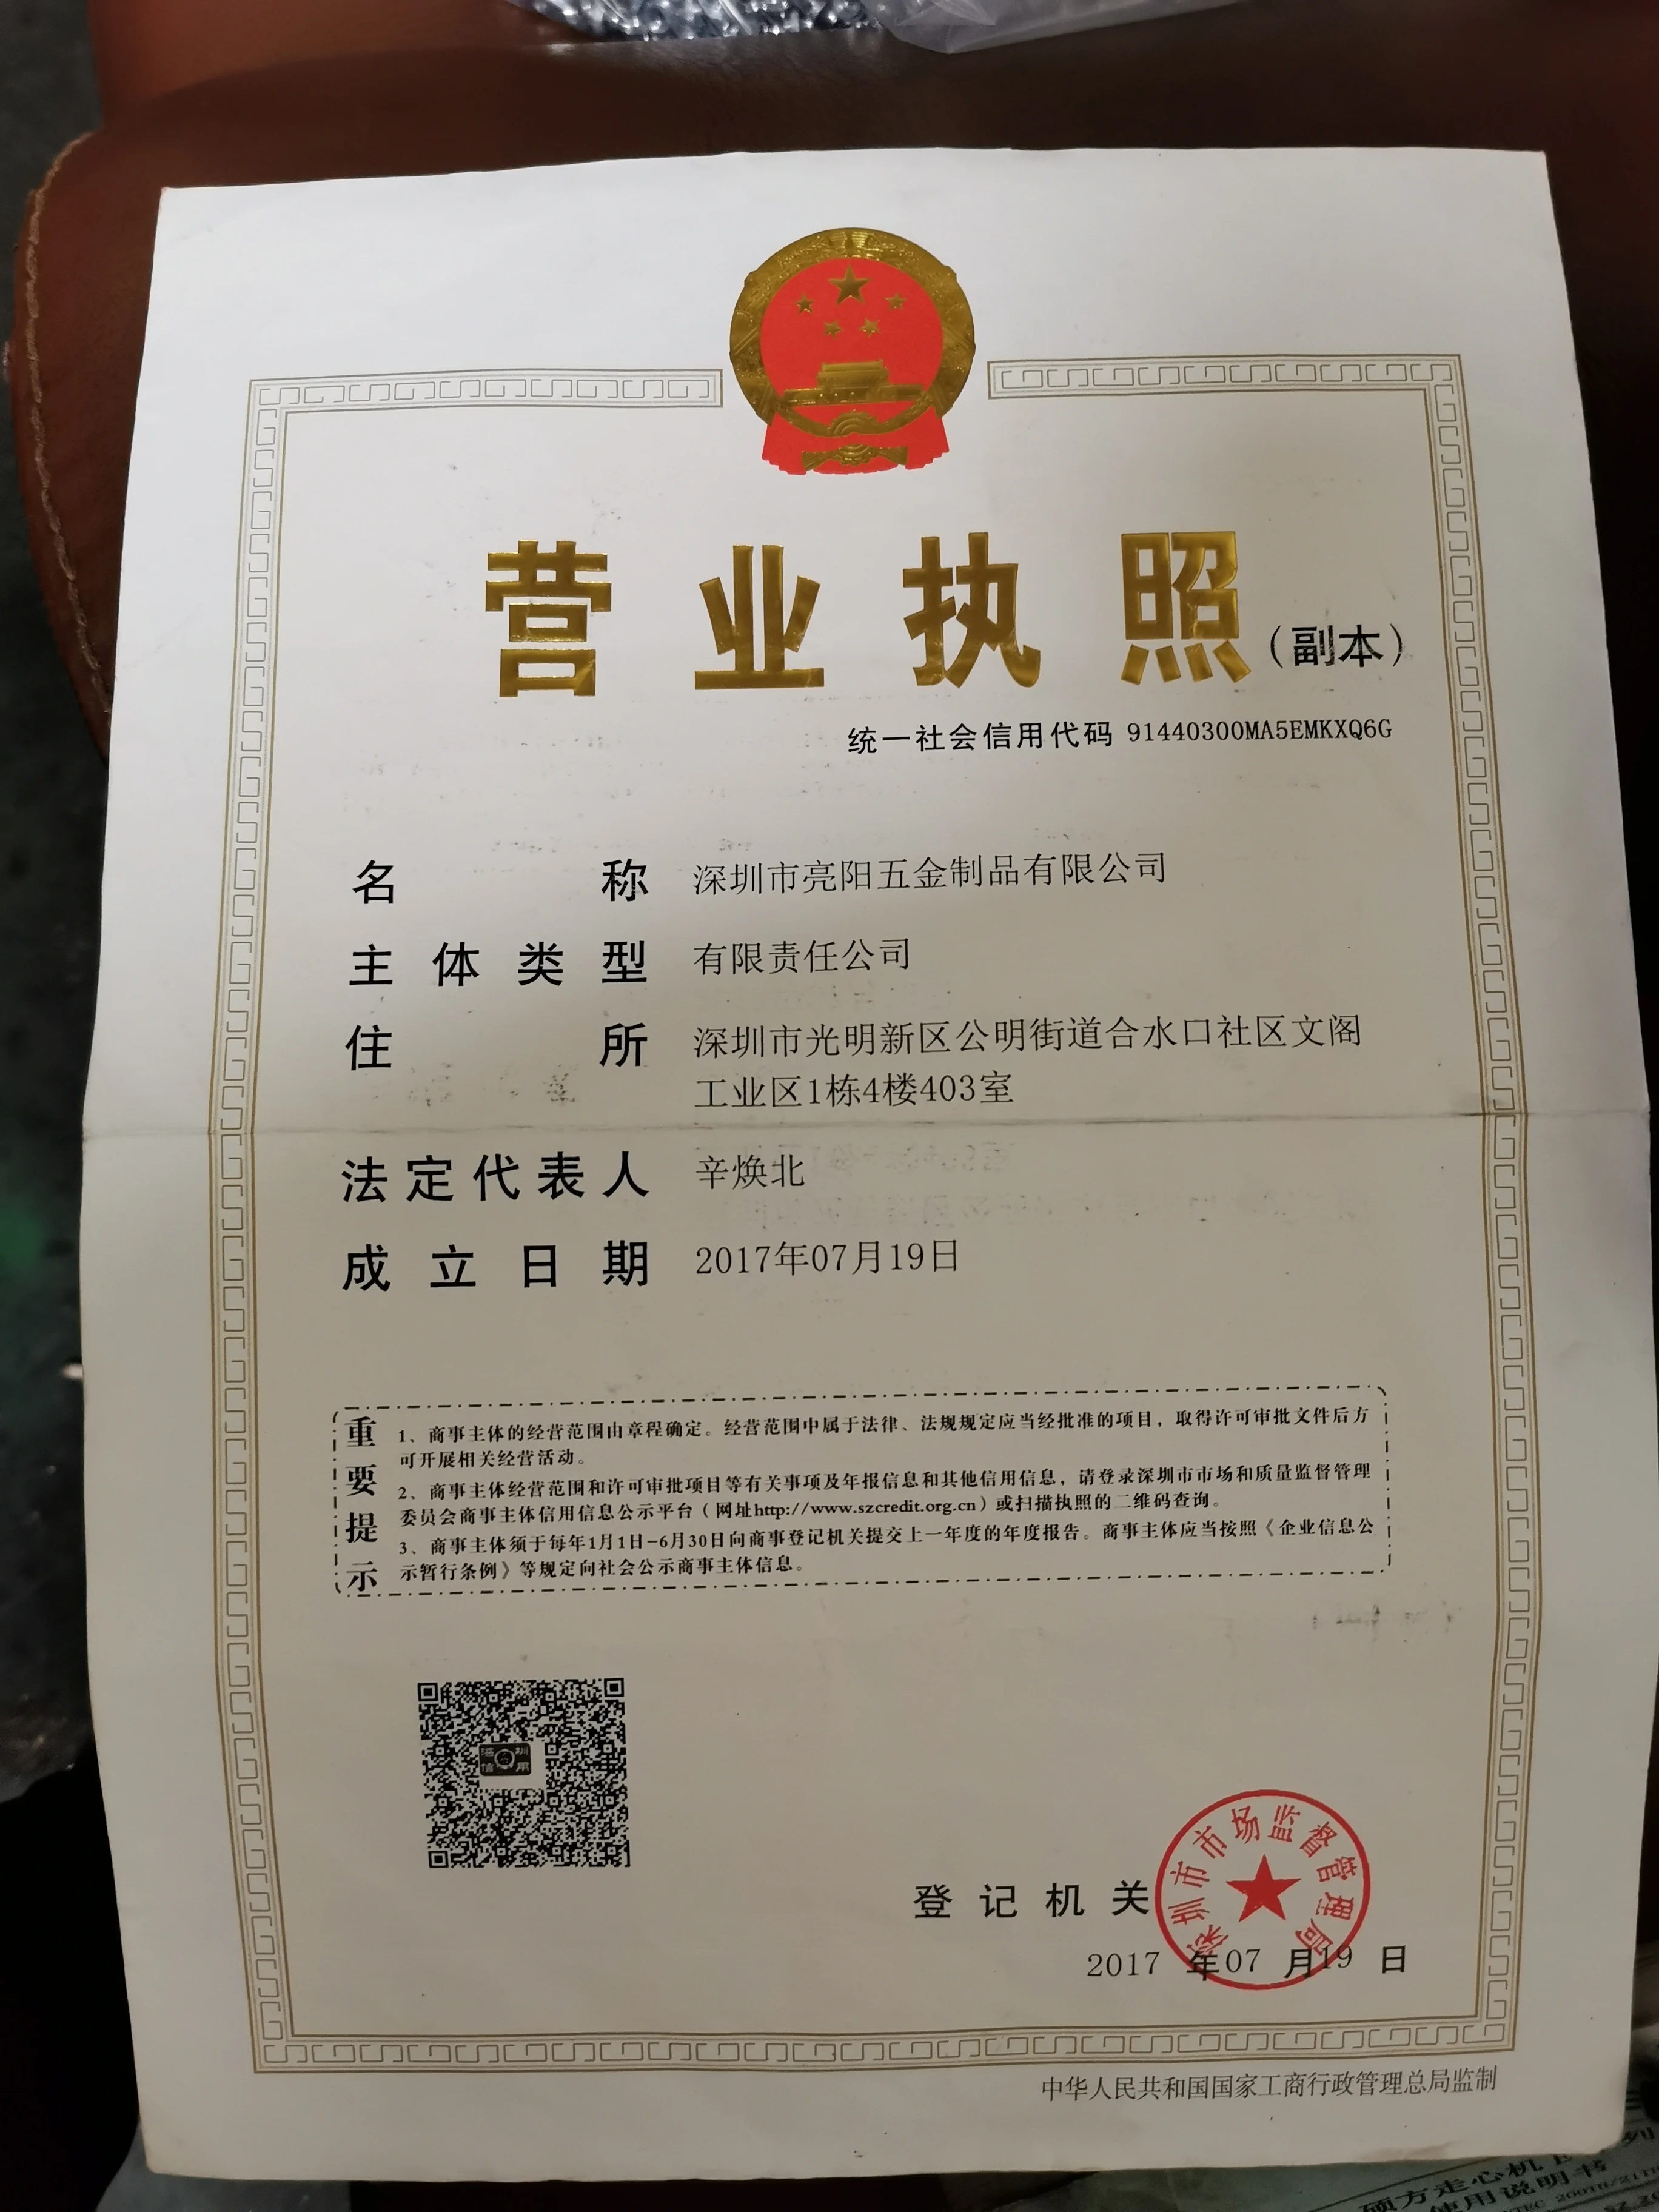 营业执照（副本）
统一社会信用代码 91440300MA5EMKXQ6G
名称 深圳市亮阳五金制品有限公司
主体类型 有限责任公司
住所 深圳市光明新区公明街道合水口社区文阁
工业区1栋4楼403室
法定代表人 辛焕北
成立日期 2017年07月19日
重要提示
1、商事主体的经营范围由章程确定。经营范围中属于法律、法规规定应当经批准的项目，取得许可审批文件后方
可开展相关经营活动。
2、商事主体经营范围和许可审批项目等有关事项及年报信息和其他信用信息，请登录深圳市市场和质量监督管理
委员会商事主体信用信息公示平台（网址http://www.szcredit.org.cn）或扫描执照的二维码查询。
3、商事主体须于每年1月1日-6月30日向商事登记机关提交上一年度的年度报告。商事主体应当按照《企业信息公
示暂行条例》等规定向社会公示商事主体信息。
深圳信用
登记机关
深圳市市场监督管理局
2017 年07 月19 日
中华人民共和国国家工商行政管理总局监制
硕方走心机
使用说明书